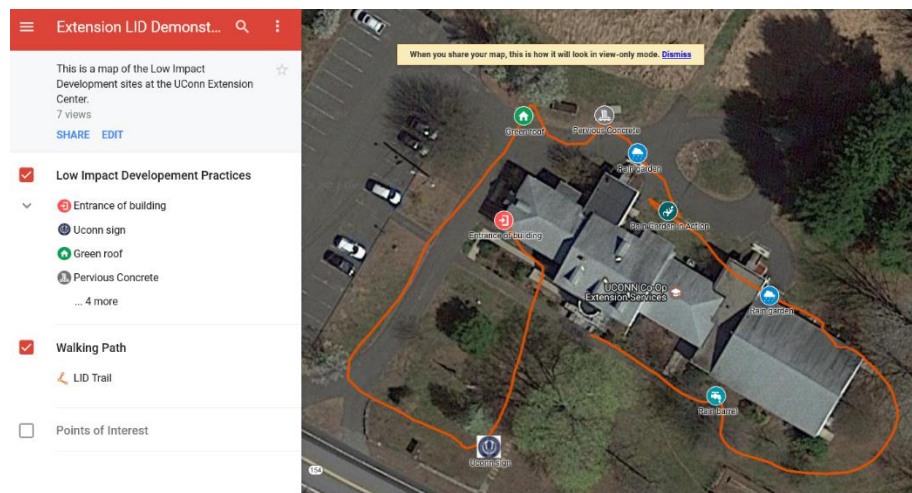 Extension LID Demonst...
This is a map of the Low Impact
Development sites at the UConn Extension
Center.
7 views
SHARE EDIT
Low Impact Developement Practices
Entrance of building
Uconn sign
Green roof
Pervious Concrete
... 4 more
Walking Path
LID Trail
Points of Interest
When you share your map, this is how it will look in view-only mode. Dismiss
Green roof
Pervious Concrete
Rain garden
Rain Garden in Action
Entrance of building
UCONN Co-Op
Extension Services
Rain garden
Rain barrel
Uconn sign
154